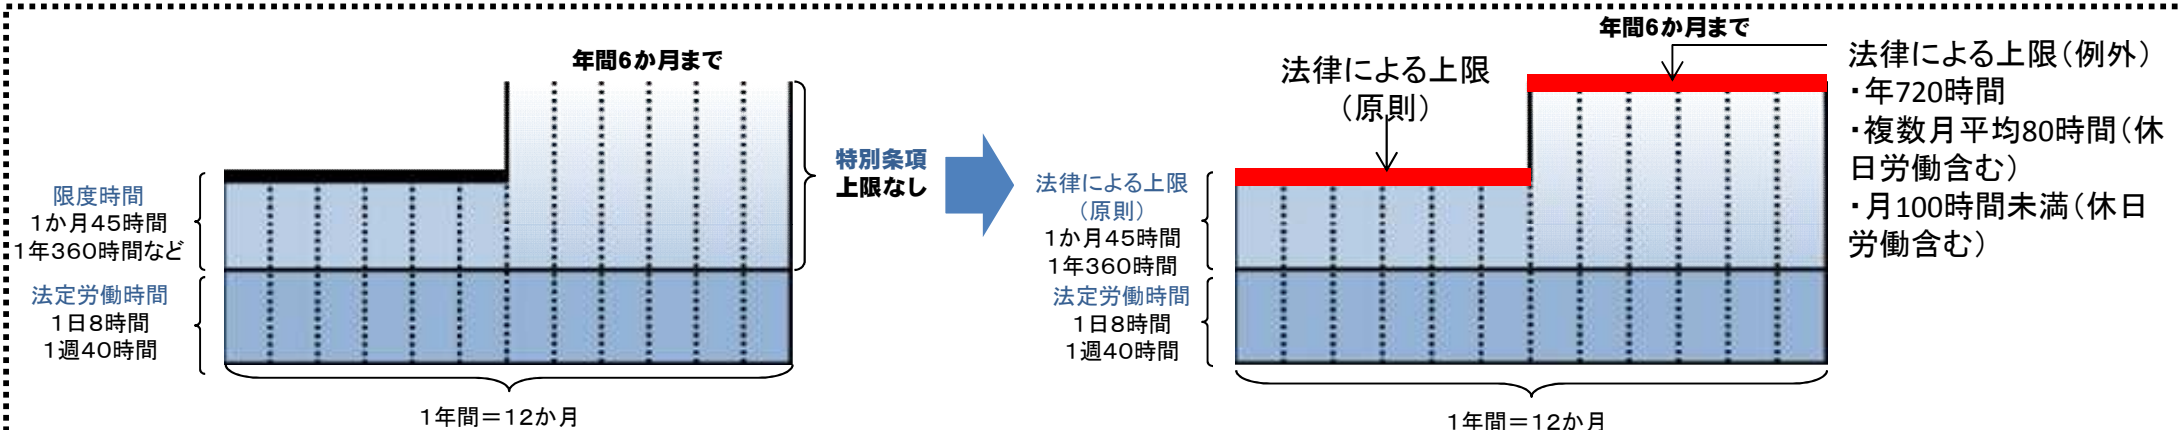 年間6か月まで
特別条項
上限なし
限度時間
1か月45時間
1年360時間など
法定労働時間
1日8時間
1週40時間
1年間＝12か月
年間6か月まで
法律による上限
（原則）
法律による上限（例外）
・年720時間
・複数月平均80時間（休
日労働含む）
・月100時間未満（休日
労働含む）
法律による上限
（原則）
1か月45時間
1年360時間
法定労働時間
1日8時間
1週40時間
1年間＝12か月